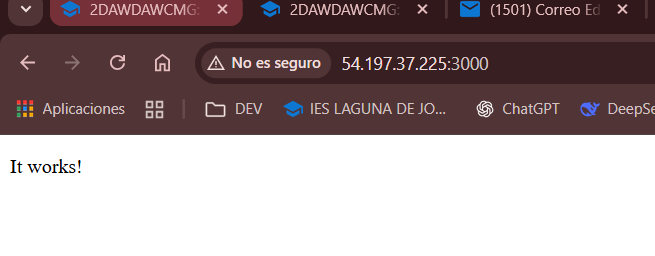 2DAWDAWCMG: 2DAWDAWCMG: (1501) Correo Ed
No es seguro 54.197.37.225:3000
Aplicaciones DEV IES LAGUNA DE JO... ChatGPT DeepSe
It works!